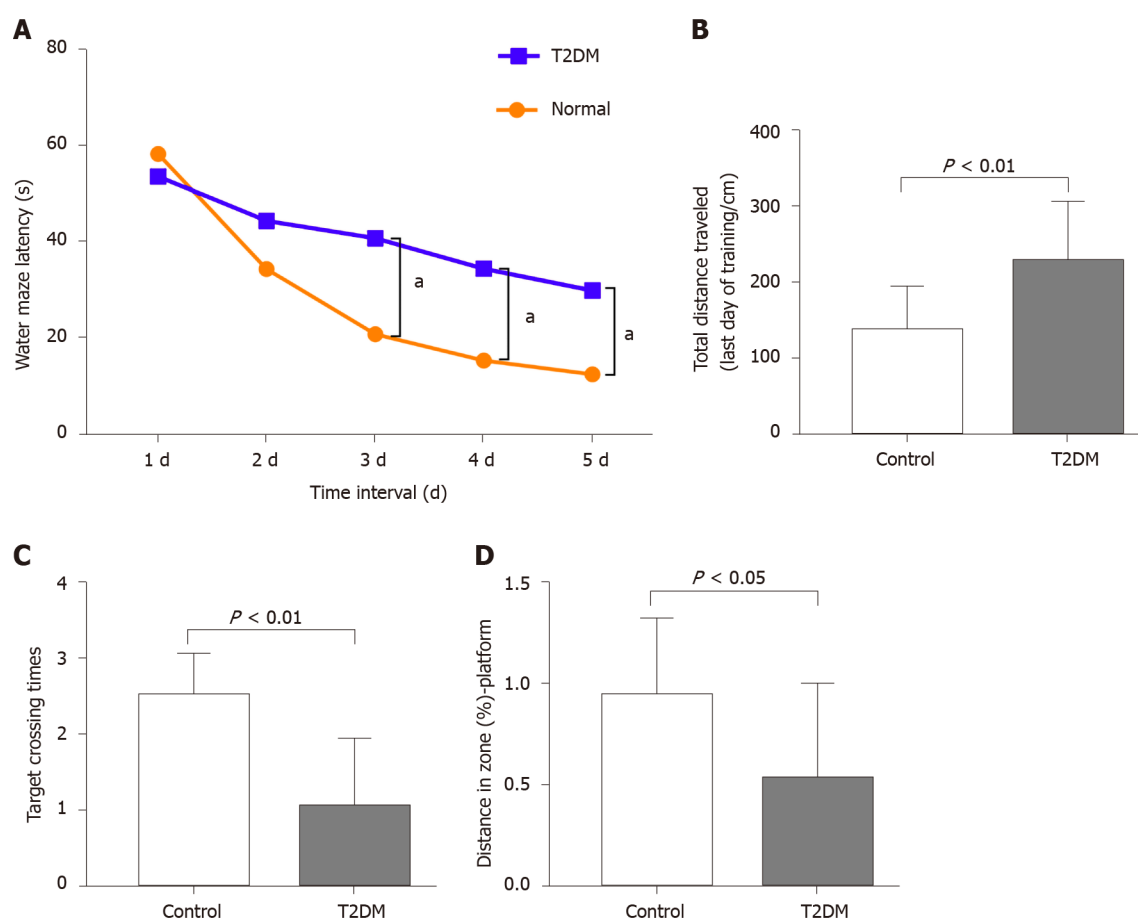 A
80
60
40
20
0
Water maze latency (s)
T2DM
Normal
a
a
a
1 d 2 d 3 d 4 d 5 d
Time interval (d)
B
400
300
200
100
0
Total distance traveled
(last day of training/cm)
P < 0.01
Control T2DM
C
4
3
2
1
0
Target crossing times
P < 0.01
Control T2DM
D
1.5
1.0
0.5
0.0
Distance in zone (%)-platform
P < 0.05
Control T2DM